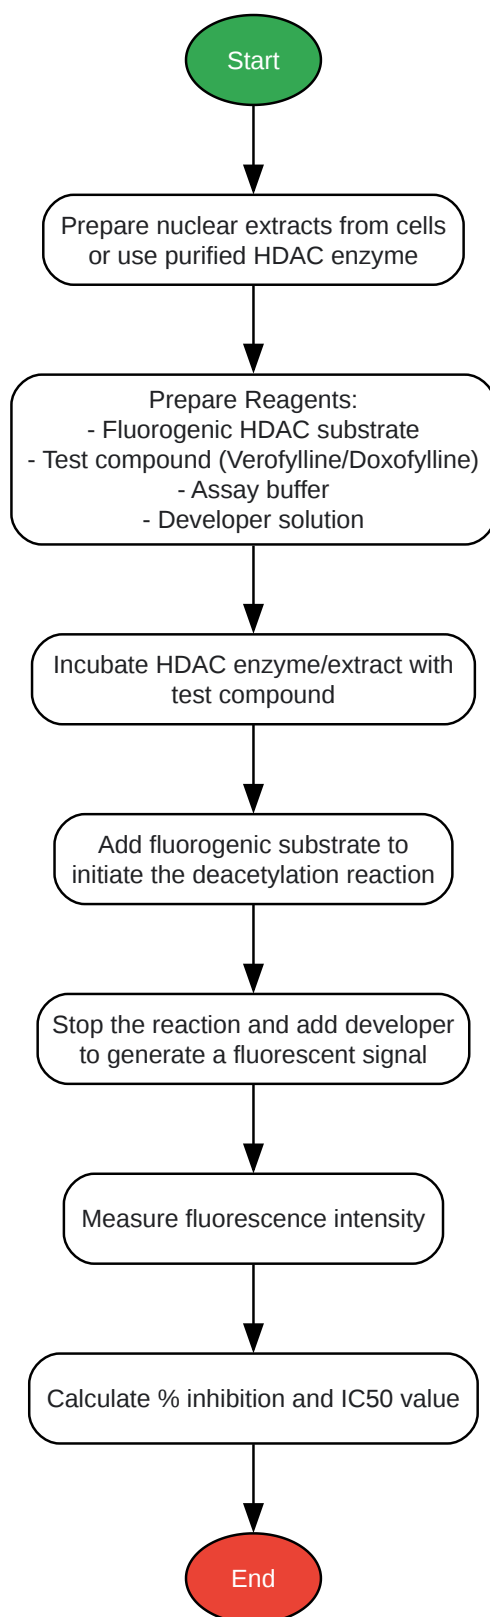 Start
Prepare nuclear extracts from cells
or use purified HDAC enzyme
Prepare Reagents:
- Fluorogenic HDAC substrate
- Test compound (Verofylline/Doxofylline)
- Assay buffer
- Developer solution
Incubate HDAC enzyme/extract with
test compound
Add fluorogenic substrate to
initiate the deacetylation reaction
Stop the reaction and add developer
to generate a fluorescent signal
Measure fluorescence intensity
Calculate % inhibition and IC50 value
End